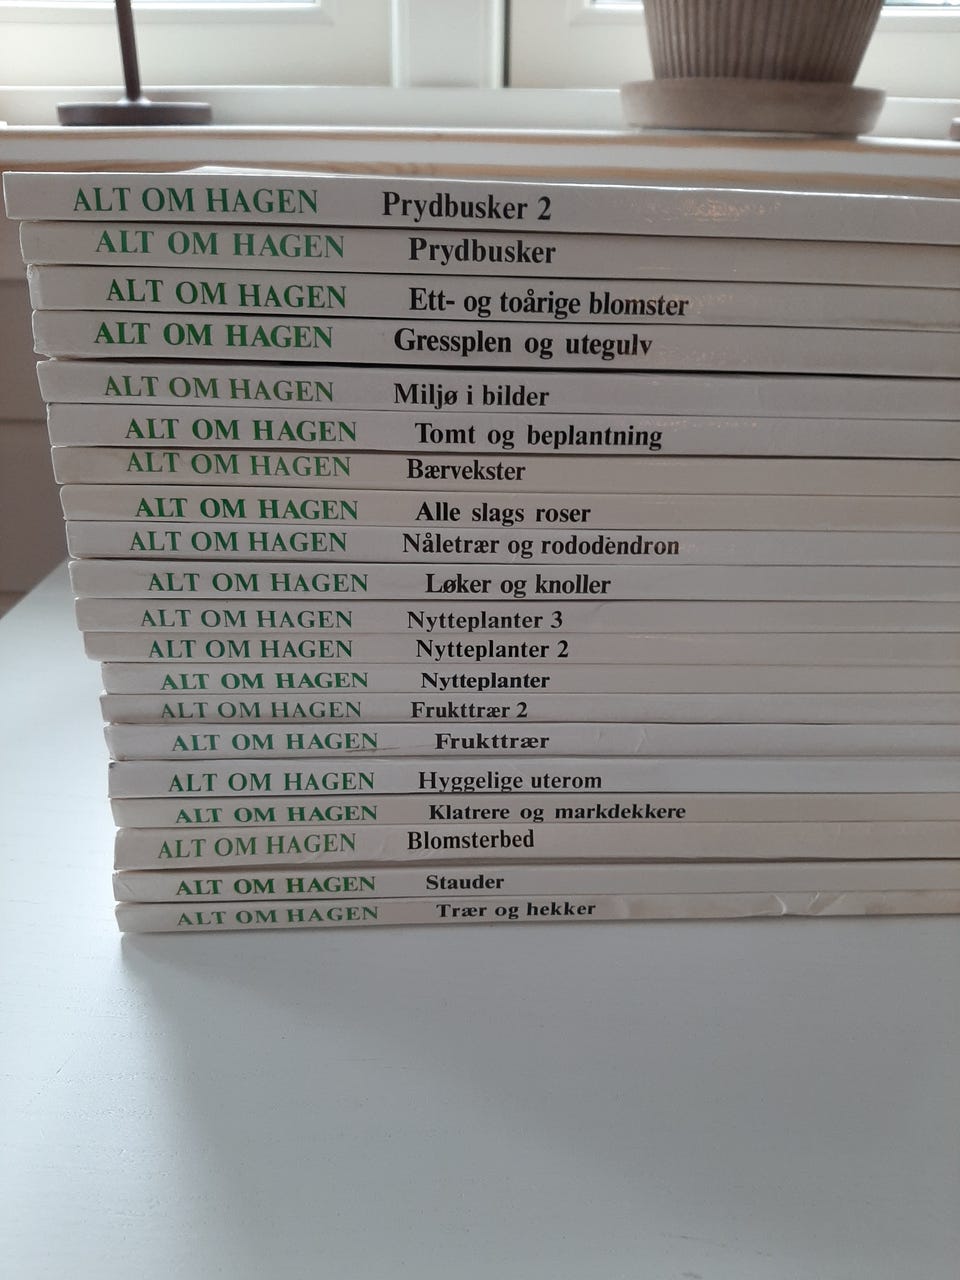 ALT OM HAGEN Prydbusker 2
ALT OM HAGEN Prydbusker
ALT OM HAGEN Ett- og toårige blomster
ALT OM HAGEN Gressplen og utegulv
ALT OM HAGEN Miljø i bilder
ALT OM HAGEN Tomt og beplantning
ALT OM HAGEN Bærvekster
ALT OM HAGEN Alle slags roser
ALT OM HAGEN Nåletrær og rododendron
ALT OM HAGEN Løker og knoller
ALT OM HAGEN Nytteplanter 3
ALT OM HAGEN Nytteplanter 2
ALT OM HAGEN Nytteplanter
ALT OM HAGEN Frukttrær 2
ALT OM HAGEN Frukttrær
ALT OM HAGEN Hyggelige uterom
ALT OM HAGEN Klatrere og markdekkere
ALT OM HAGEN Blomsterbed
ALT OM HAGEN Stauder
ALT OM HAGEN Trær og hekker